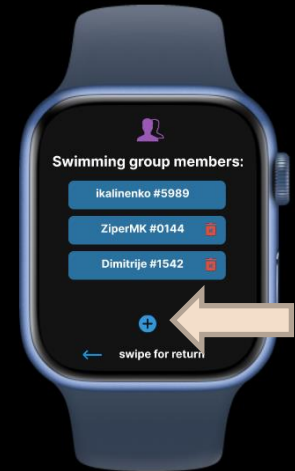 Swimming group members:
ikalinenko #5989
ZiperMK #0144
Dimitrije #1542
swipe for return